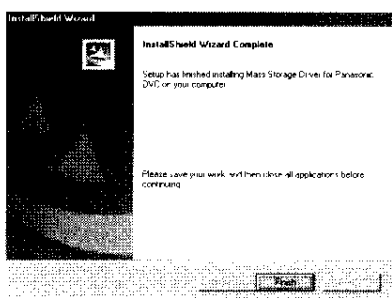 InstallShield Wizard
InstallShield Wizard Complete
Setup has finished installing Mass Storage Driver for Panasonic
DVC on your computer
Please save your work and then close all applications before
continuing.
Finish